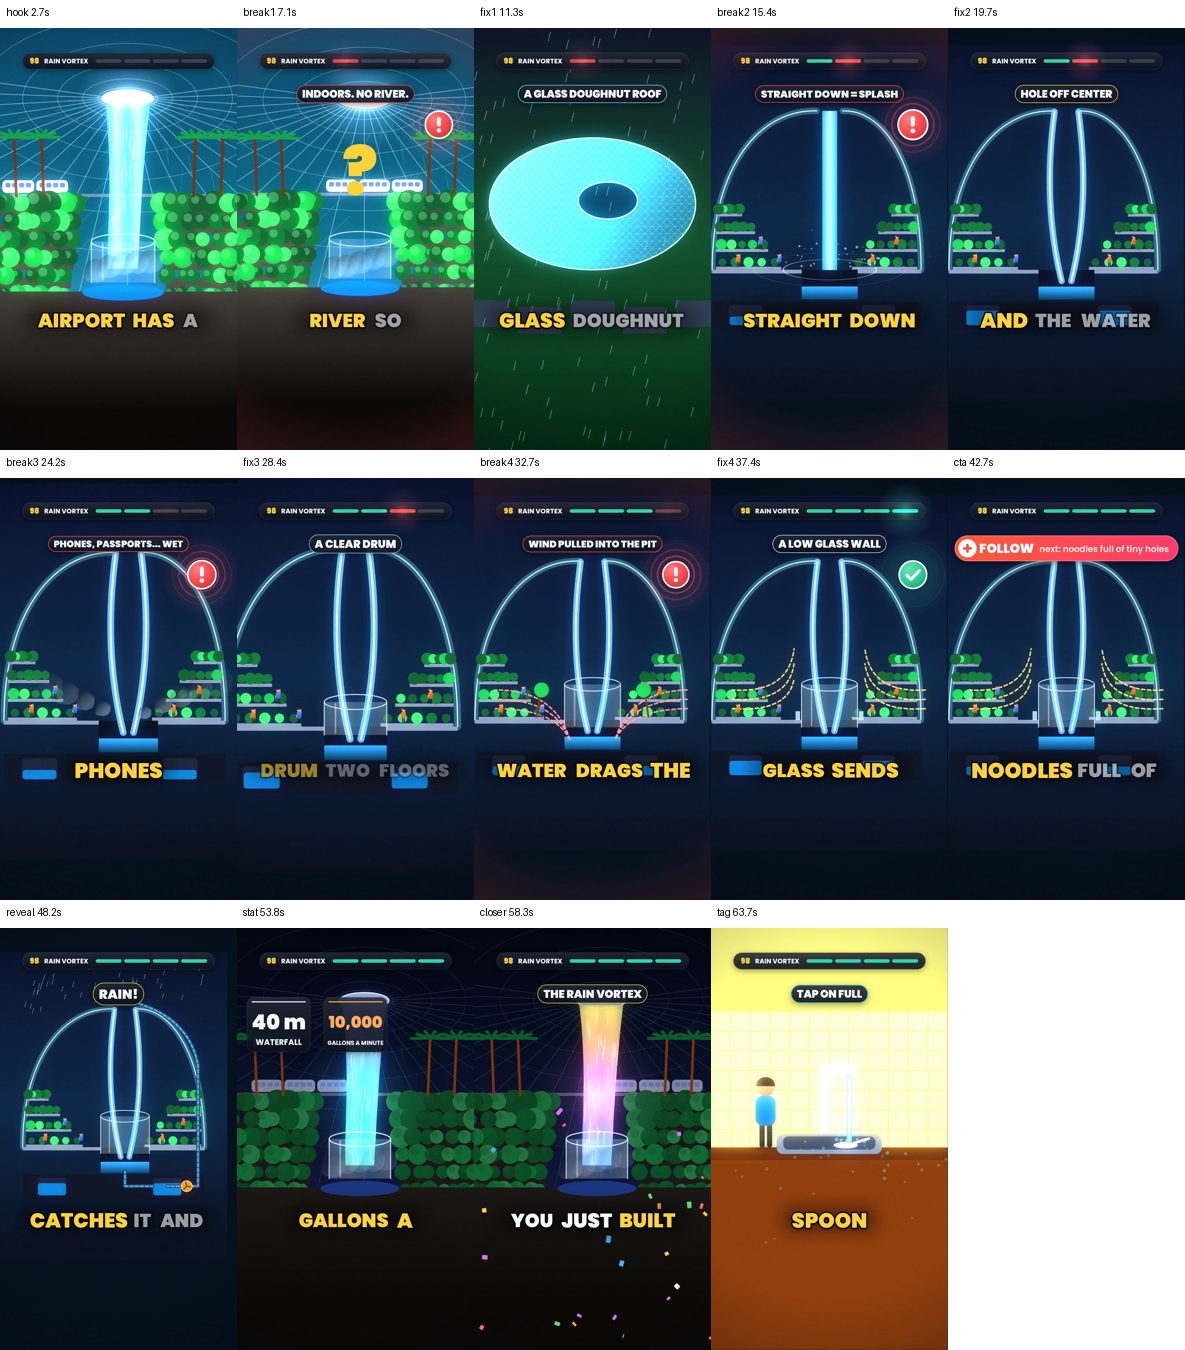 hook 2.7s
98 RAIN VORTEX
AIRPORT HAS A
break1 7.1s
98 RAIN VORTEX
INDOORS. NO RIVER.
!
?
RIVER SO
fix1 11.3s
98 RAIN VORTEX
A GLASS DOUGHNUT ROOF
GLASS DOUGHNUT
break2 15.4s
98 RAIN VORTEX
STRAIGHT DOWN = SPLASH
!
STRAIGHT DOWN
fix2 19.7s
98 RAIN VORTEX
HOLE OFF CENTER
AND THE WATER
break3 24.2s
98 RAIN VORTEX
PHONES, PASSPORTS... WET
!
PHONES
fix3 28.4s
98 RAIN VORTEX
A CLEAR DRUM
DRUM TWO FLOORS
break4 32.7s
98 RAIN VORTEX
WIND PULLED INTO THE PIT
!
WATER DRAGS THE
fix4 37.4s
98 RAIN VORTEX
A LOW GLASS WALL
GLASS SENDS
cta 42.7s
98 RAIN VORTEX
FOLLOW next: noodles full of tiny holes
NOODLES FULL OF
reveal 48.2s
98 RAIN VORTEX
RAIN!
CATCHES IT AND
stat 53.8s
98 RAIN VORTEX
40 m
WATERFALL
10,000
GALLONS A MINUTE
GALLONS A
closer 58.3s
98 RAIN VORTEX
THE RAIN VORTEX
YOU JUST BUILT
tag 63.7s
98 RAIN VORTEX
TAP ON FULL
SPOON